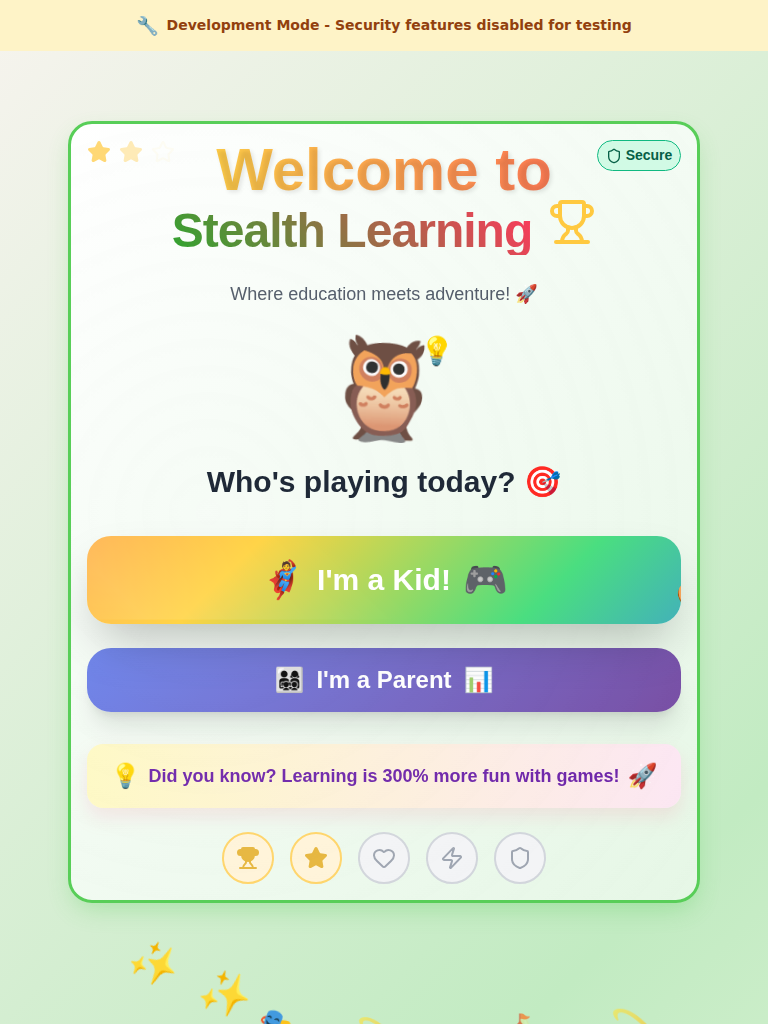 Development Mode - Security features disabled for testing
Secure
Welcome to
Stealth Learning
Where education meets adventure!
Who's playing today?
I'm a Kid!
I'm a Parent
Did you know? Learning is 300% more fun with games!